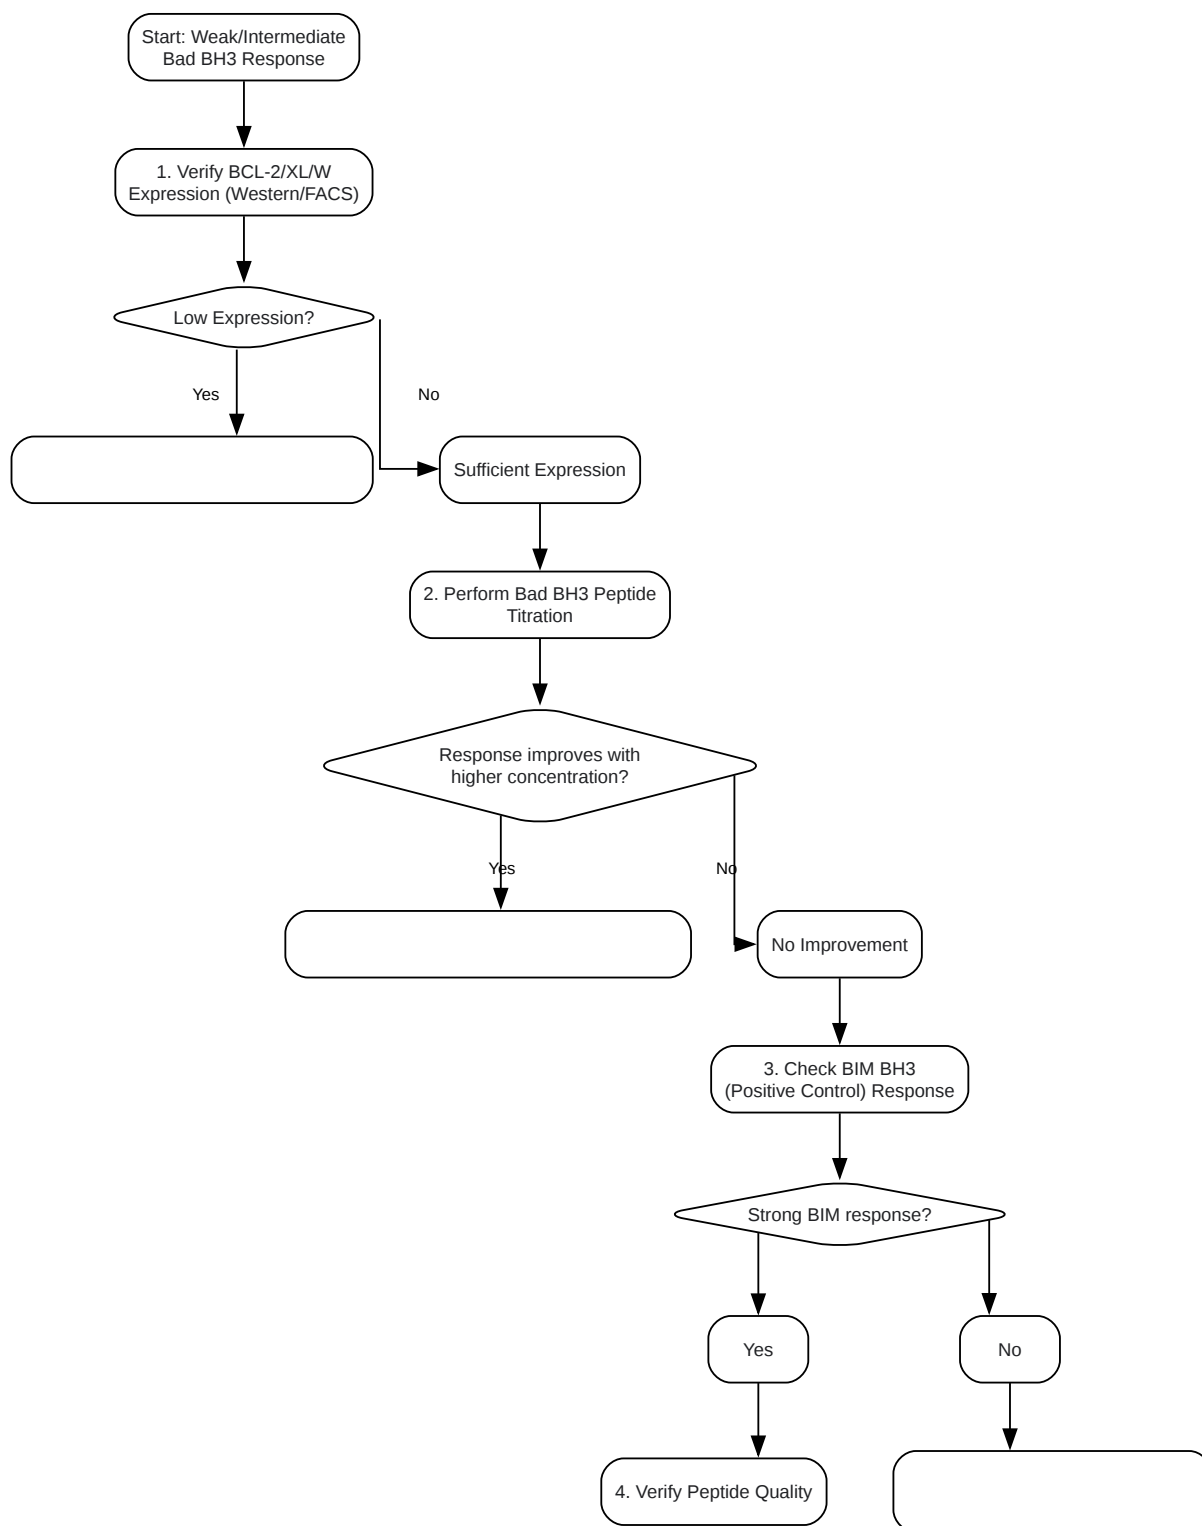 Start: Weak/Intermediate
Bad BH3 Response
1. Verify BCL-2/XL/W
Expression (Western/FACS)
Low Expression?
Yes
No
Sufficient Expression
2. Perform Bad BH3 Peptide
Titration
Response improves with
higher concentration?
Yes
No
No Improvement
3. Check BIM BH3
(Positive Control) Response
Strong BIM response?
Yes
No
4. Verify Peptide Quality